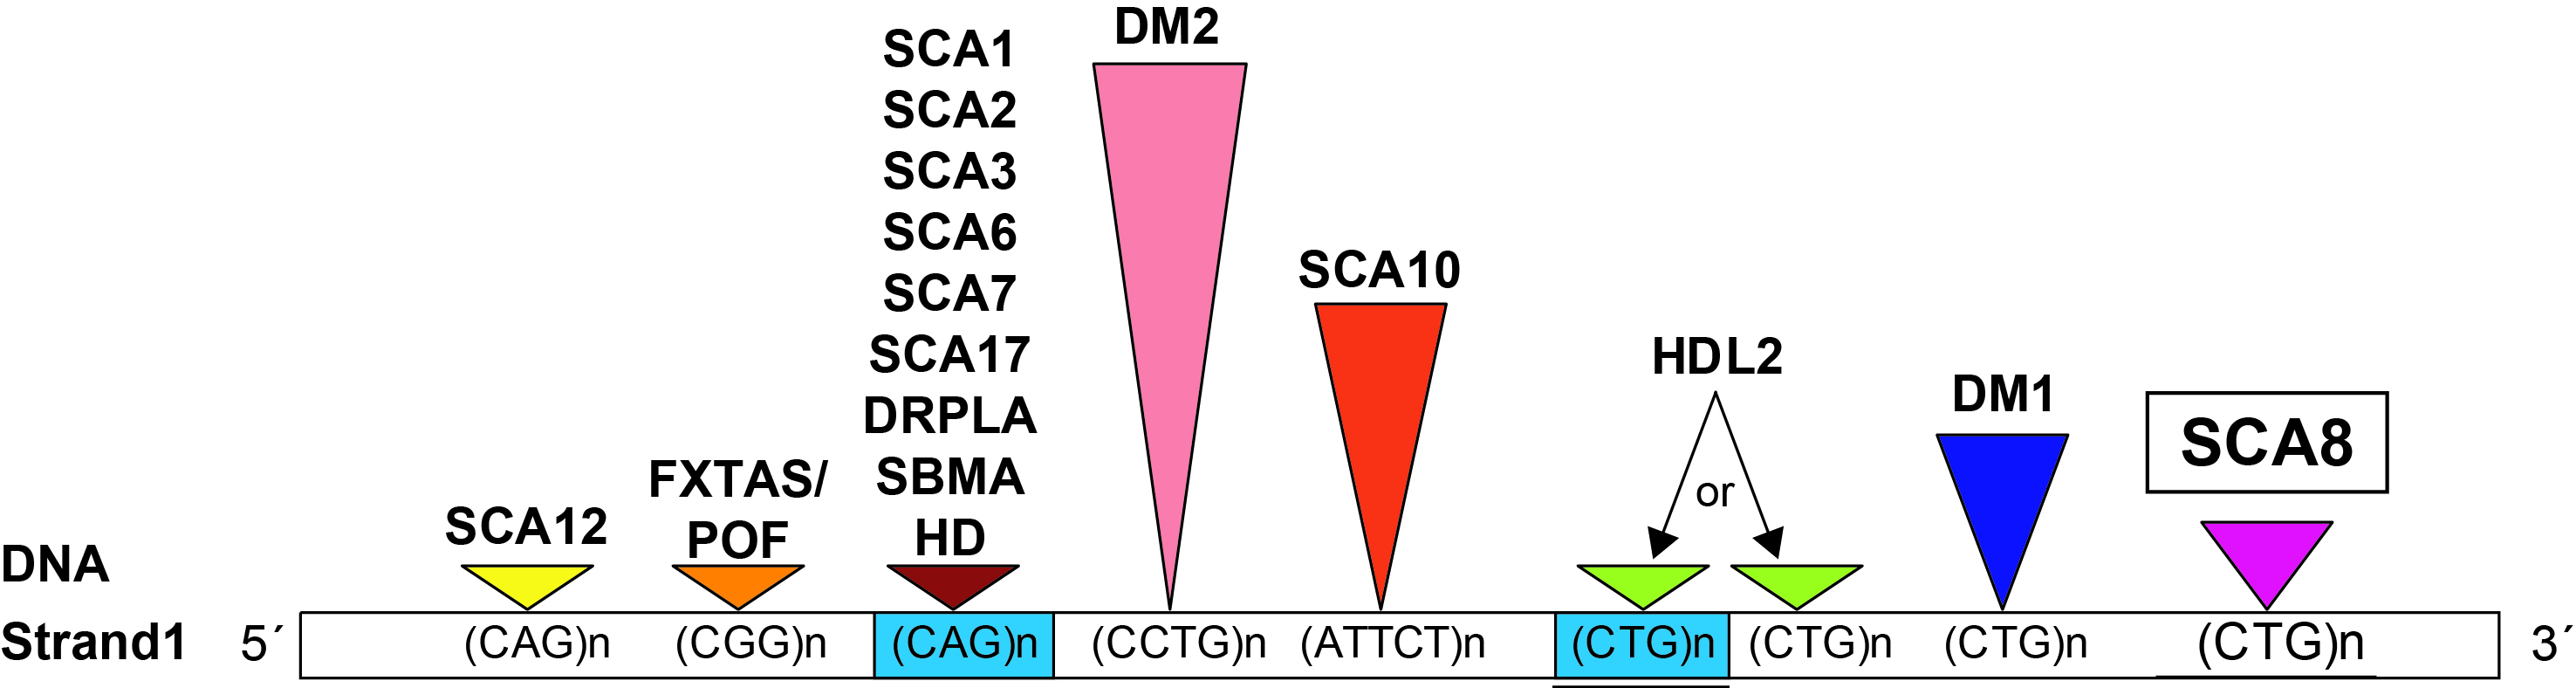 DM2
SCA1
SCA2
SCA3
SCA6
SCA7
SCA17
DRPLA
SBMA
HD
SCA10
HDL2
or
DM1
SCA8
FXTAS/
POF
SCA12
DNA
Strand1 5´ (CAG)n (CGG)n (CAG)n (CCTG)n (ATTCT)n (CTG)n (CTG)n (CTG)n (CTG)n 3´